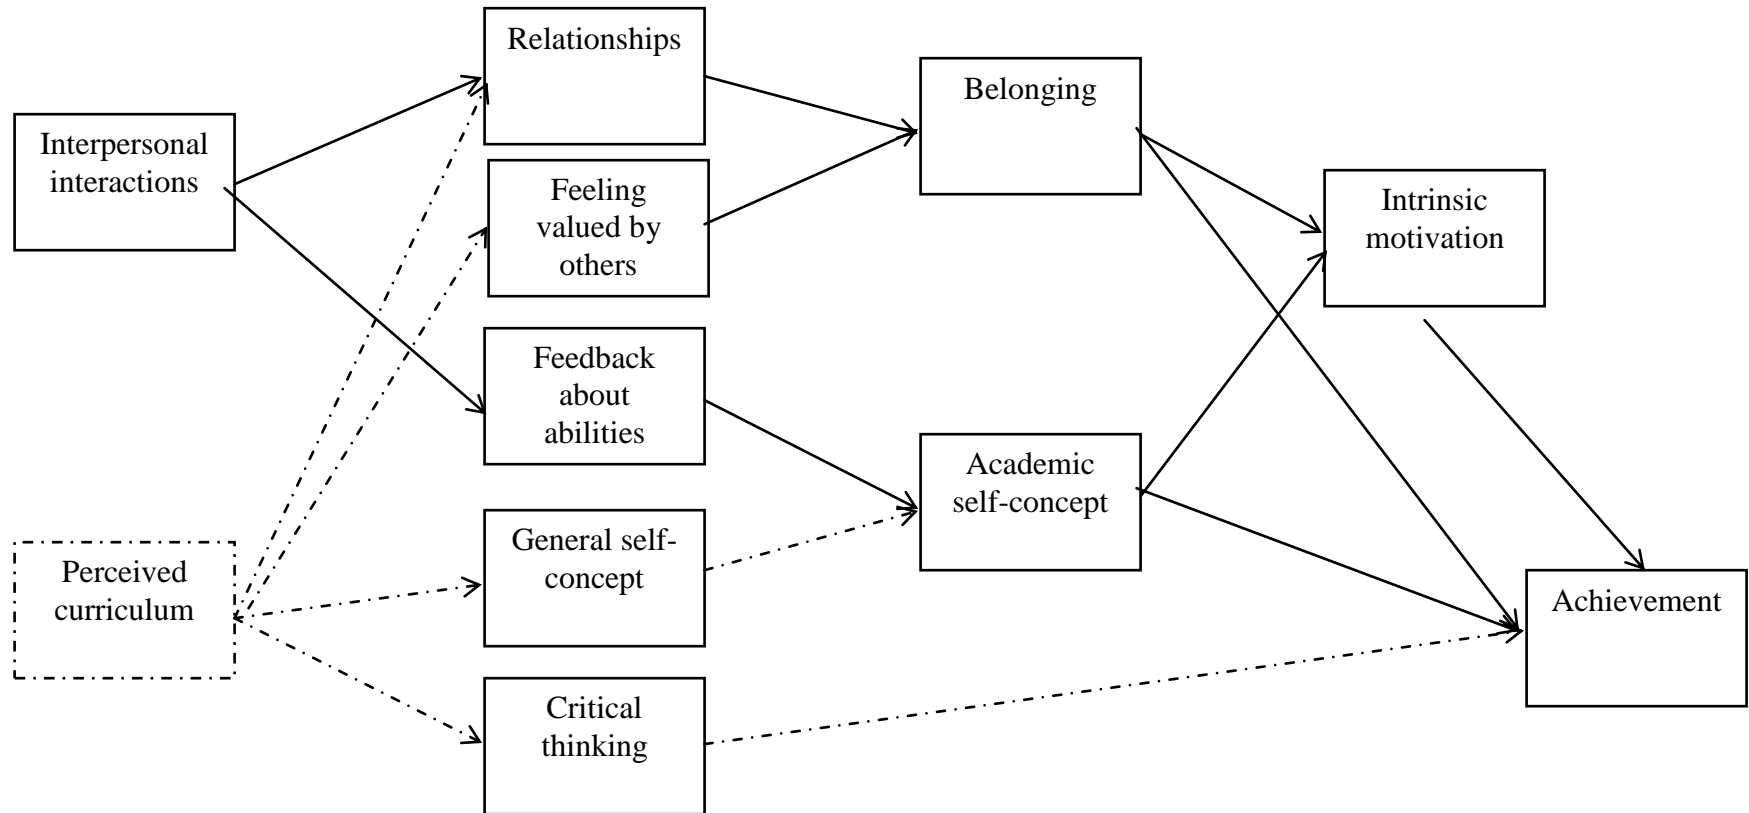 Relationships
Belonging
Interpersonal
interactions
Feeling
valued by
others
Intrinsic
motivation
Feedback
about
abilities
Academic
self-concept
General self-
concept
Perceived
curriculum
Achievement
Critical
thinking